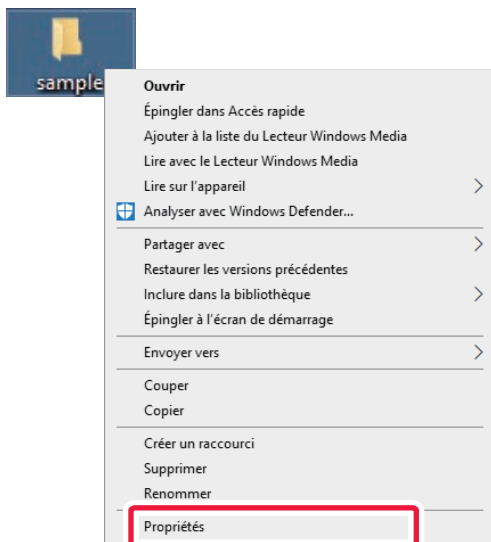 sample
Ouvrir
Épingler dans Accès rapide
Ajouter à la liste du Lecteur Windows Media
Lire avec le Lecteur Windows Media
Lire sur l'appareil
Analyser avec Windows Defender...
Partager avec
Restaurer les versions précédentes
Inclure dans la bibliothèque
Épingler à l'écran de démarrage
Envoyer vers
Couper
Copier
Créer un raccourci
Supprimer
Renommer
Propriétés